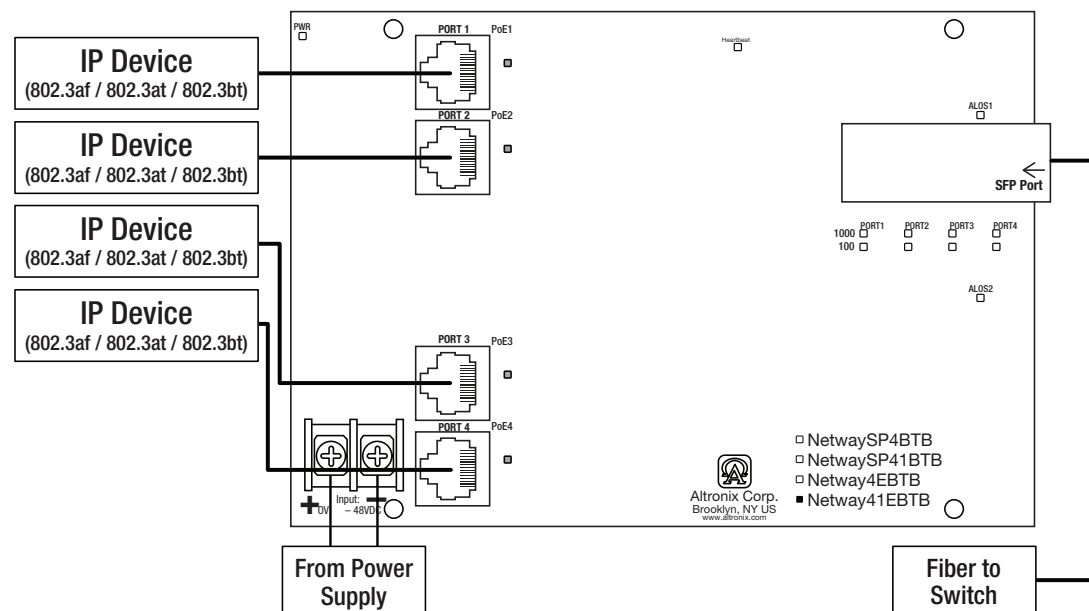 PWR
PORT 1
PoE1
Heartbeat
IP Device
(802.3af / 802.3at / 802.3bt)
ALOS1
PORT 2
PoE2
IP Device
(802.3af / 802.3at / 802.3bt)
SFP Port
IP Device
(802.3af / 802.3at / 802.3bt)
PORT1 PORT2 PORT3 PORT4
1000
100
ALOS2
IP Device
(802.3af / 802.3at / 802.3bt)
PORT 3
PoE3
PORT 4
PoE4
NetwaySP4BTB
NetwaySP41BTB
Netway4EBTB
Netway41EBTB
Altronix Corp.
Brooklyn, NY US
www.altronix.com
+ Input: –
0V – 48VDC
From Power
Supply
Fiber to
Switch